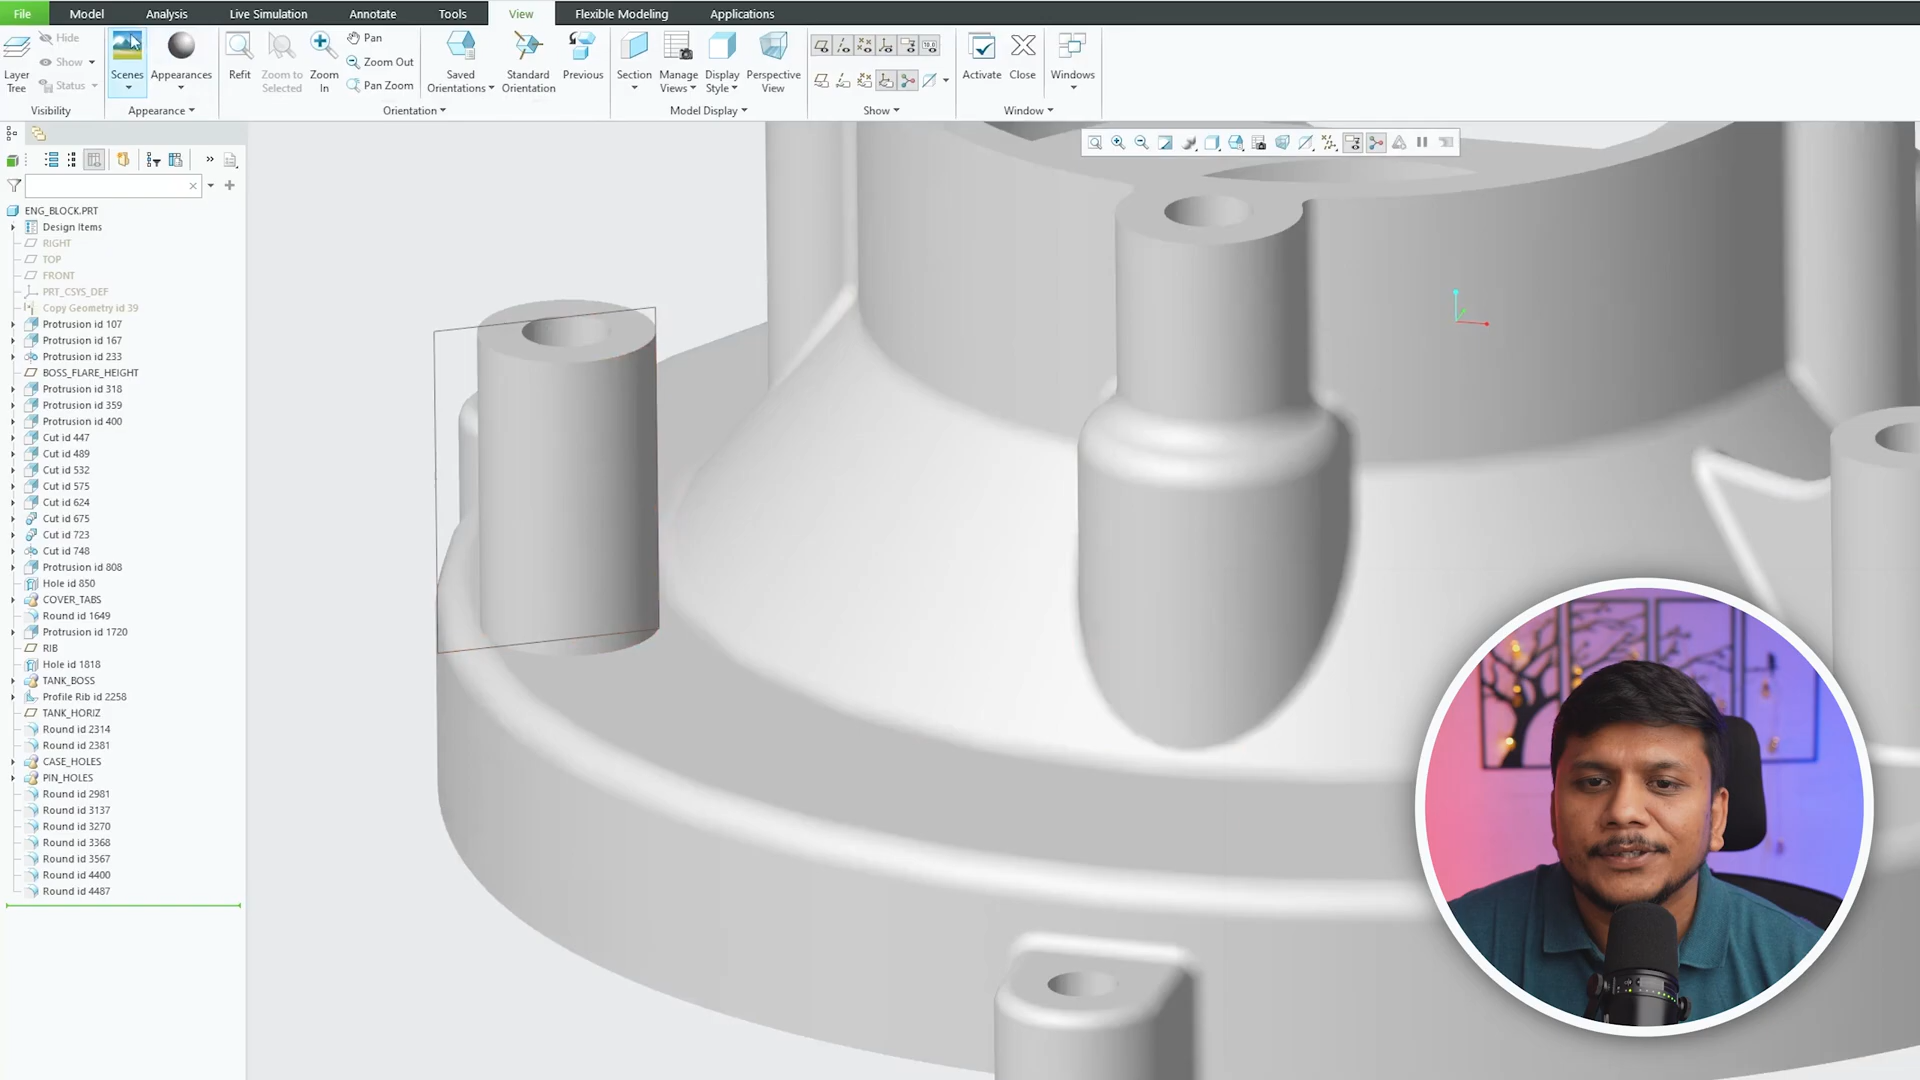 File Model Analysis Live Simulation Annotate Tools View Flexible Modeling Applications
Layer Tree
Hide
Show
Status
Visibility
Scenes
Appearances
Appearance
Refit
Zoom to Selected
Zoom In
Pan
Zoom Out
Pan Zoom
Saved Orientations
Standard Orientation
Previous
Orientation
Section
Manage Views
Display Style
Perspective View
Model Display
Show
Activate
Close
Windows
Window
ENG_BLOCK.PRT
Design Items
RIGHT
TOP
FRONT
PRT_CSYS_DEF
Copy Geometry id 39
Protrusion id 107
Protrusion id 167
Protrusion id 233
BOSS_FLARE_HEIGHT
Protrusion id 318
Protrusion id 359
Protrusion id 400
Cut id 447
Cut id 489
Cut id 532
Cut id 575
Cut id 624
Cut id 675
Cut id 723
Cut id 748
Protrusion id 808
Hole id 850
COVER_TABS
Round id 1649
Protrusion id 1720
RIB
Hole id 1818
TANK_BOSS
Profile Rib id 2258
TANK_HORIZ
Round id 2314
Round id 2381
CASE_HOLES
PIN_HOLES
Round id 2981
Round id 3137
Round id 3270
Round id 3368
Round id 3567
Round id 4400
Round id 4487